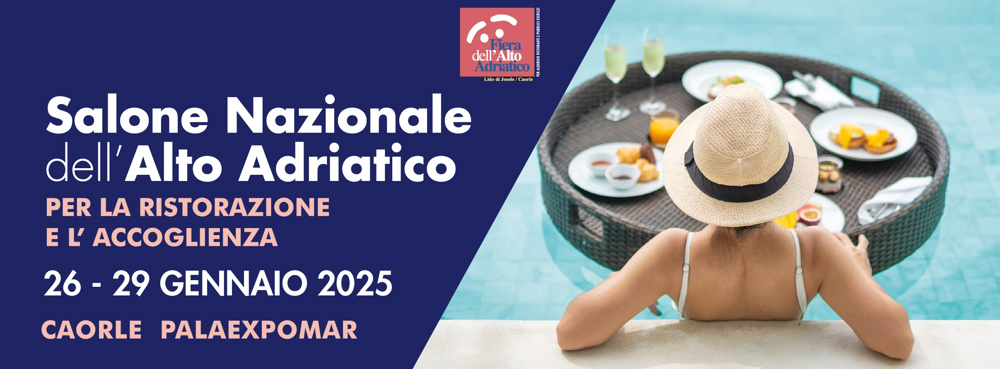 Fiera
dell'Alto
Adriatico
Lido di Jesolo / Caorle
PER ALBERGHI RISTORANTI E PUBBLICI ESERCIZI
Salone Nazionale
dell'Alto Adriatico
PER LA RISTORAZIONE
E L' ACCOGLIENZA
26 - 29 GENNAIO 2025
CAORLE PALAEXPOMAR